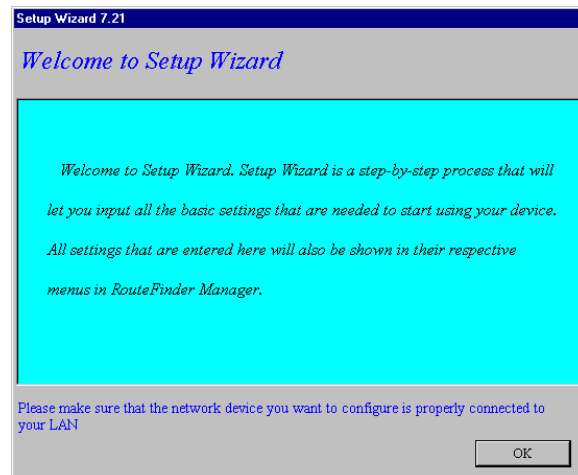 Setup Wizard 7.21
Welcome to Setup Wizard
Welcome to Setup Wizard. Setup Wizard is a step-by-step process that will
let you input all the basic settings that are needed to start using your device.
All settings that are entered here will also be shown in their respective
menus in RouteFinder Manager.
Please make sure that the network device you want to configure is properly connected to
your LAN
OK